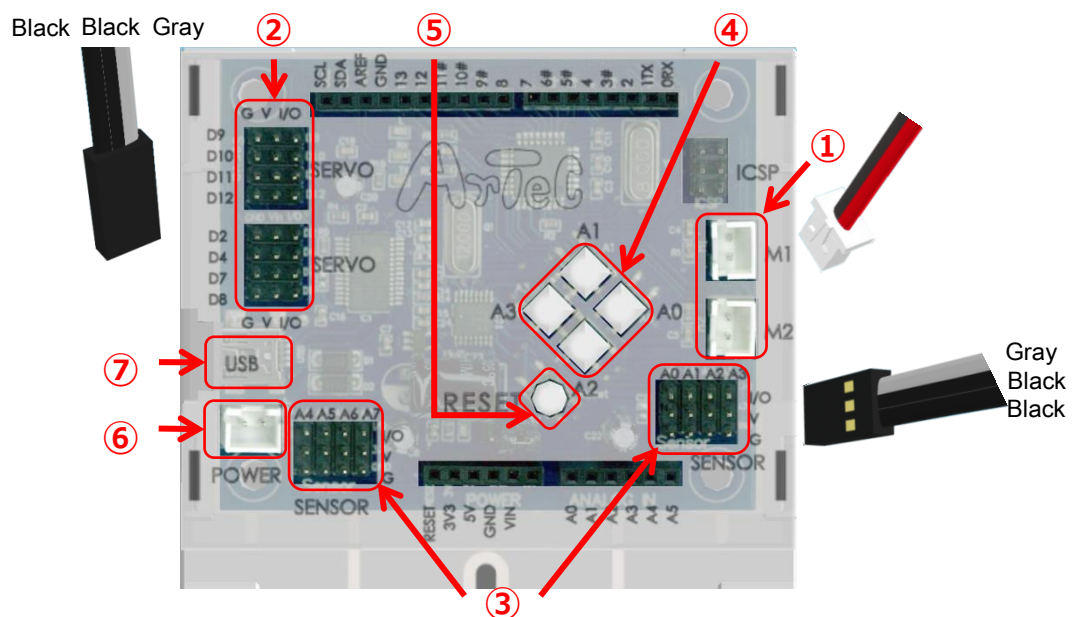 Black Black Gray
②
⑤
④
SCL
SDA
AREF
GND
13
12
11#
10#
9#
8
7
6#
5#
4
3#
2
1TX
0RX
G V I/O
D9
D10
D11
D12
SERVO
GND Vin I/O
D2
D4
D7
D8
SERVO
G V I/O
ArTeC
ICSP
①
M1
M2
A1
A3
A0
A2
⑦
USB
RESET
⑥
POWER
A4 A5 A6 A7
I/O
V
G
SENSOR
A0 A1 A2 A3
I/O
V
G
Sensor
SENSOR
Gray
Black
Black
POWER
ANALOG IN
RESET
3V3
5V
GND
VIN
A0
A1
A2
A3
A4
A5
③